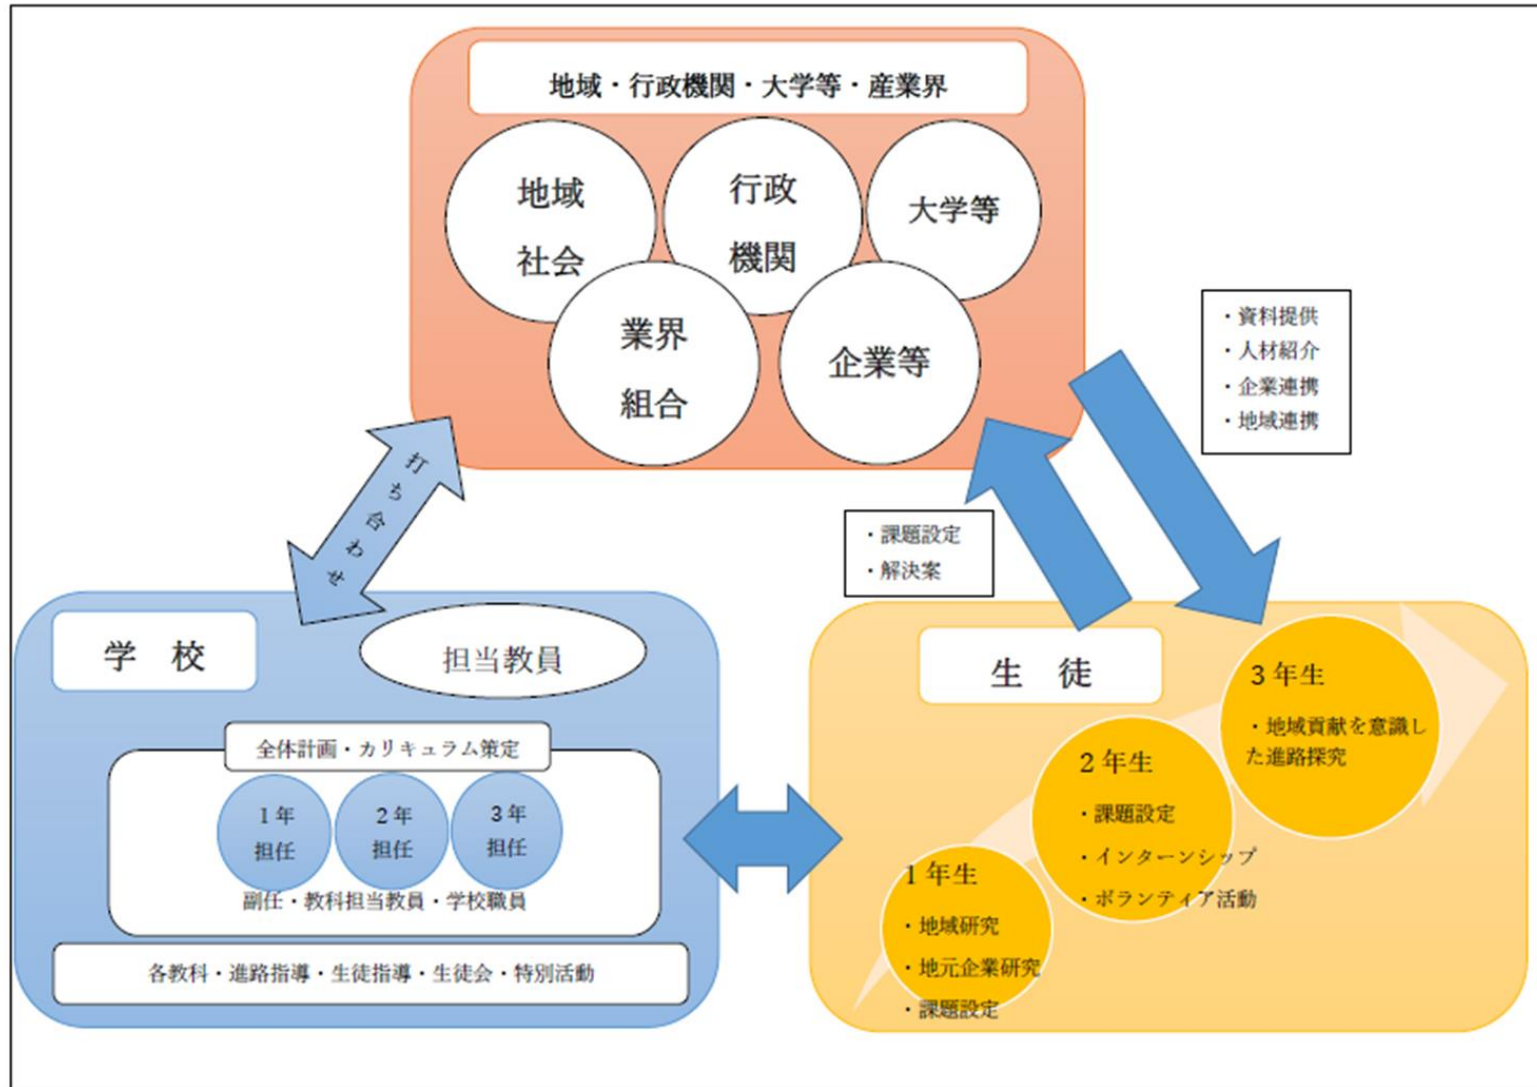 地域・行政機関・大学等・産業界
地域
社会
行政
機関
大学等
業界
組合
企業等
・資料提供
・人材紹介
・企業連携
・地域連携
打ち合わせ
・課題設定
・解決案
学 校
担当教員
全体計画・カリキュラム策定
1年
担任
2年
担任
3年
担任
副任・教科担当教員・学校職員
各教科・進路指導・生徒指導・生徒会・特別活動
生 徒
1年生
・地域研究
・地元企業研究
・課題設定
2年生
・課題設定
・インターンシップ
・ボランティア活動
3年生
・地域貢献を意識し
た進路探究